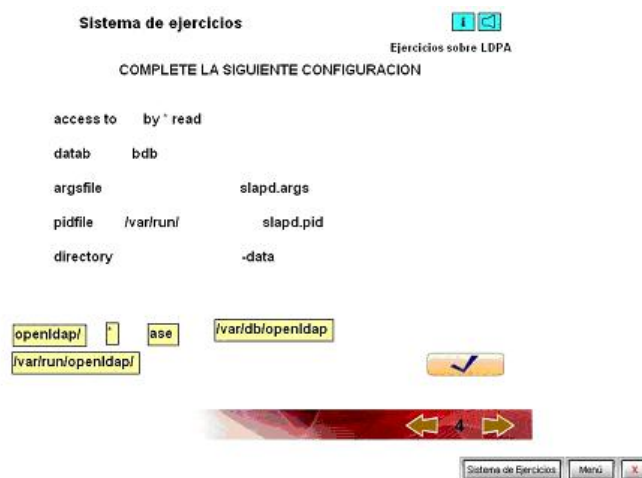 Sistema de ejercicios
i
Ejercicios sobre LDPA
COMPLETE LA SIGUIENTE CONFIGURACION
access to by * read
datab bdb
argsfile slapd.args
pidfile /var/run/ slapd.pid
directory -data
openldap/ * ase /var/db/openldap
/var/run/openldap/
4
Sistema de Ejercicios Menú X